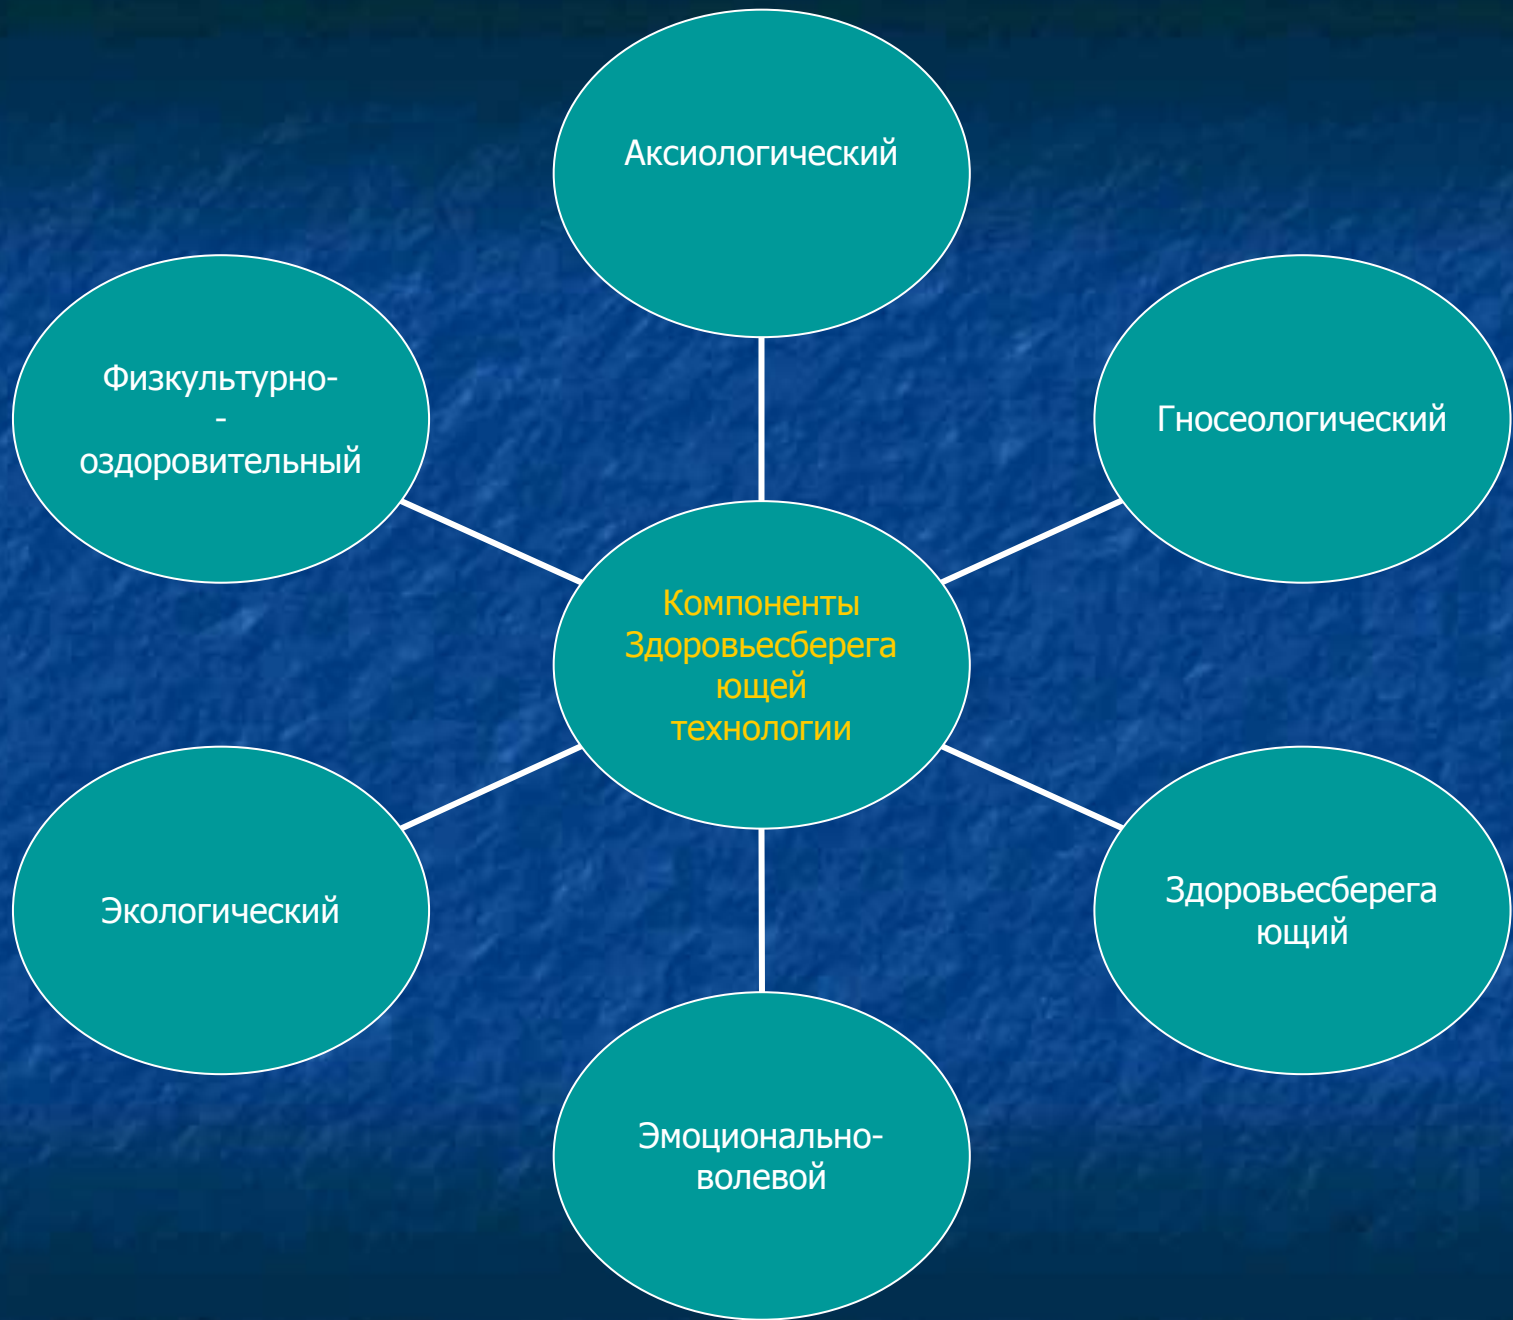 Аксиологический
Физкультурно-
-
оздоровительный
Гносеологический
Компоненты
Здоровьесберега
ющей
технологии
Экологический
Здоровьесберега
ющий
Эмоционально-
волевой